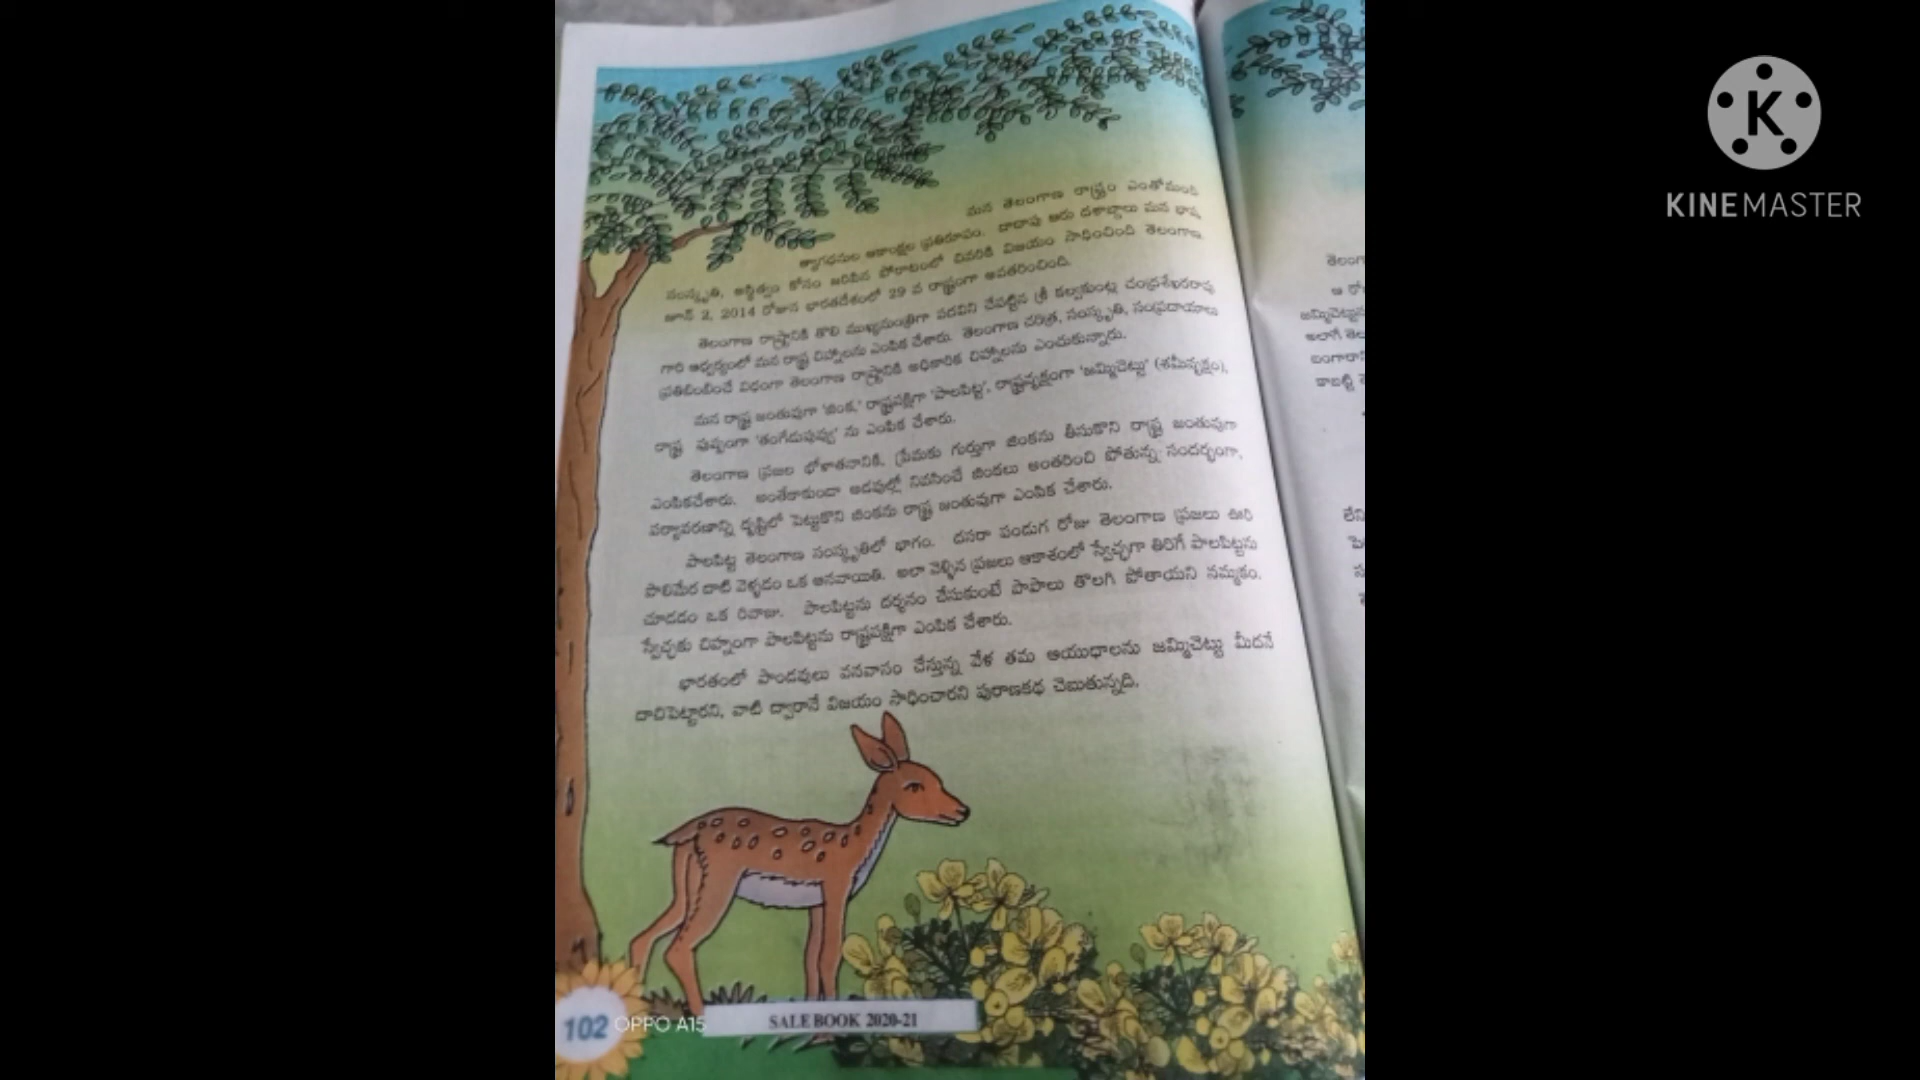 మన తెలంగాణ రాష్ట్రం ఎంతోమంది
త్యాగధనుల ఆకాంక్షల ప్రతిరూపం. దాదాపు ఆరు దశాబ్దాలు మన భాష,
సంస్కృతి, అస్తిత్వం కోసం జరిపిన పోరాటంలో చివరికి విజయం సాధించింది తెలంగాణ.
జూన్ 2, 2014 రోజున భారతదేశంలో 29 వ రాష్ట్రంగా అవతరించింది.
తెలంగాణ రాష్ట్రానికి తొలి ముఖ్యమంత్రిగా పదవిని చేపట్టిన శ్రీ కల్వకుంట్ల చంద్రశేఖరరావు
గారి ఆధ్వర్యంలో మన రాష్ట్ర చిహ్నాలను ఎంపిక చేశారు. తెలంగాణ చరిత్ర, సంస్కృతి, సంప్రదాయాలు
ప్రతిబింబించే విధంగా తెలంగాణ రాష్ట్రానికి అధికారిక చిహ్నాలను ఎంచుకున్నారు.
మన రాష్ట్ర జంతువుగా 'జింక,' రాష్ట్రపక్షిగా 'పాలపిట్ట', రాష్ట్రవృక్షంగా 'జమ్మిచెట్టు' (శమీవృక్షం),
రాష్ట్ర పుష్పంగా 'తంగేడుపువ్వు' ను ఎంపిక చేశారు.
తెలంగాణ ప్రజల భోళాతనానికి, ప్రేమకు గుర్తుగా జింకను తీసుకొని రాష్ట్ర జంతువుగా
ఎంపికచేశారు. అంతేకాకుండా అడవుల్లో నివసించే జింకలు అంతరించి పోతున్న సందర్భంగా,
పర్యావరణాన్ని దృష్టిలో పెట్టుకొని జింకను రాష్ట్ర జంతువుగా ఎంపిక చేశారు.
పాలపిట్ట తెలంగాణ సంస్కృతిలో భాగం. దసరా పండుగ రోజు తెలంగాణ ప్రజలు ఊరి
పొలిమేర దాటి వెళ్ళడం ఒక ఆనవాయితి. అలా వెళ్ళిన ప్రజలు ఆకాశంలో స్వేచ్ఛగా తిరిగే పాలపిట్టను
చూడడం ఒక రివాజు. పాలపిట్టను దర్శనం చేసుకుంటే పాపాలు తొలగి పోతాయని నమ్మకం.
స్వేచ్ఛకు చిహ్నంగా పాలపిట్టను రాష్ట్రపక్షిగా ఎంపిక చేశారు.
భారతంలో పాండవులు వనవాసం చేస్తున్న వేళ తమ ఆయుధాలను జమ్మిచెట్టు మీదనే
దాచిపెట్టారని, వాటి ద్వారానే విజయం సాధించారని పురాణకథ చెబుతున్నది.
102 OPPO A15
SALE BOOK 2020-21
జమ్మిచెట్టును
అలాగే
KINEMASTER